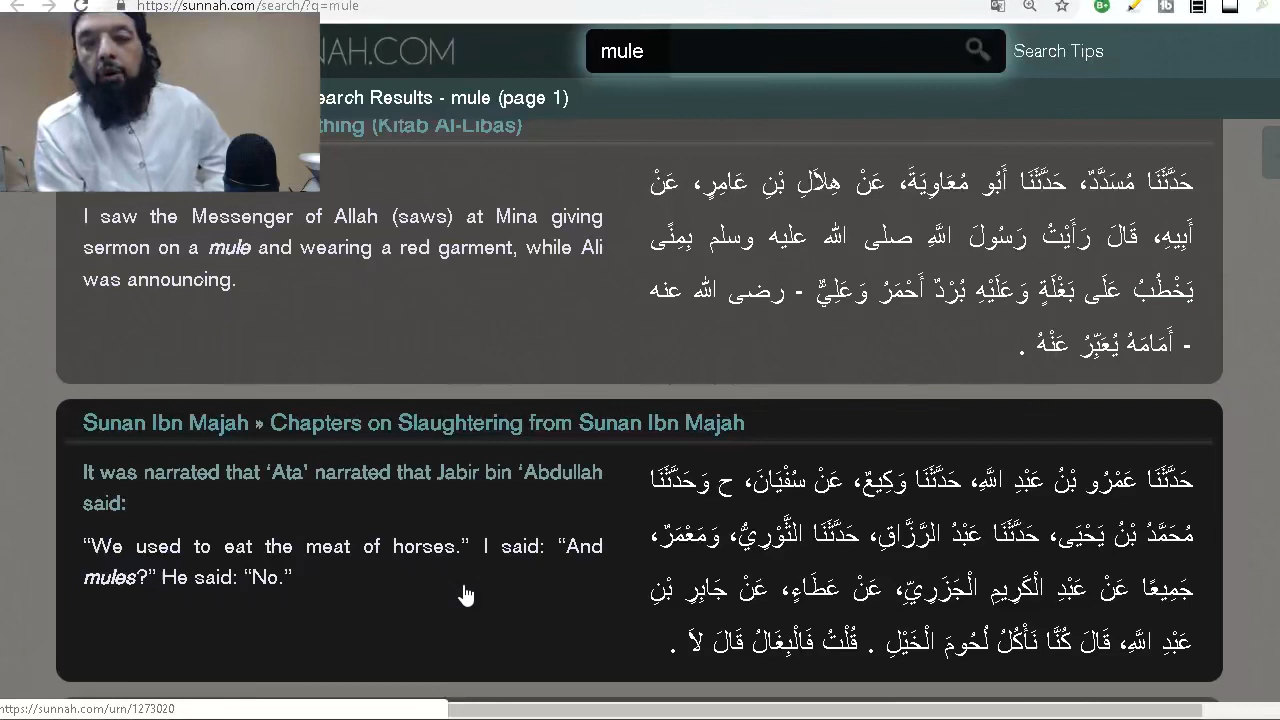 https://sunnah.com/search/?q=mule
NAH.COM
mule
Search Tips
earch Results - mule (page 1)
thing (Kitab Al-Libas)
I saw the Messenger of Allah (saws) at Mina giving
sermon on a mule and wearing a red garment, while Ali
was announcing.
حَدَّثَنَا مُسَدَّدٌ، حَدَّثَنَا أَبُو مُعَاوِيَةَ، عَنْ هِلاَلِ بْنِ عَامِرٍ، عَنْ
أَبِيهِ، قَالَ رَأَيْتُ رَسُولَ اللَّهِ صلى الله عليه وسلم بِمِنًى
يَخْطُبُ عَلَى بَغْلَةٍ وَعَلَيْهِ بُرْدٌ أَحْمَرُ وَعَلِيٌّ - رضى الله عنه
- أَمَامَهُ يُعَبِّرُ عَنْهُ .
Sunan Ibn Majah » Chapters on Slaughtering from Sunan Ibn Majah
It was narrated that ‘Ata’ narrated that Jabir bin ‘Abdullah
said:
“We used to eat the meat of horses.” I said: “And
mules?” He said: “No.”
حَدَّثَنَا عَمْرُو بْنُ عَبْدِ اللَّهِ، حَدَّثَنَا وَكِيعٌ، عَنْ سُفْيَانَ، ح وَحَدَّثَنَا
مُحَمَّدُ بْنُ يَحْيَى، حَدَّثَنَا عَبْدُ الرَّزَّاقِ، حَدَّثَنَا الثَّوْرِيُّ، وَمَعْمَرٌ،
جَمِيعًا عَنْ عَبْدِ الْكَرِيمِ الْجَزَرِيِّ، عَنْ عَطَاءٍ، عَنْ جَابِرِ بْنِ
عَبْدِ اللَّهِ، قَالَ كُنَّا نَأْكُلُ لُحُومَ الْخَيْلِ . قُلْتُ فَالْبِغَالُ قَالَ لاَ .
https://sunnah.com/urn/1273020